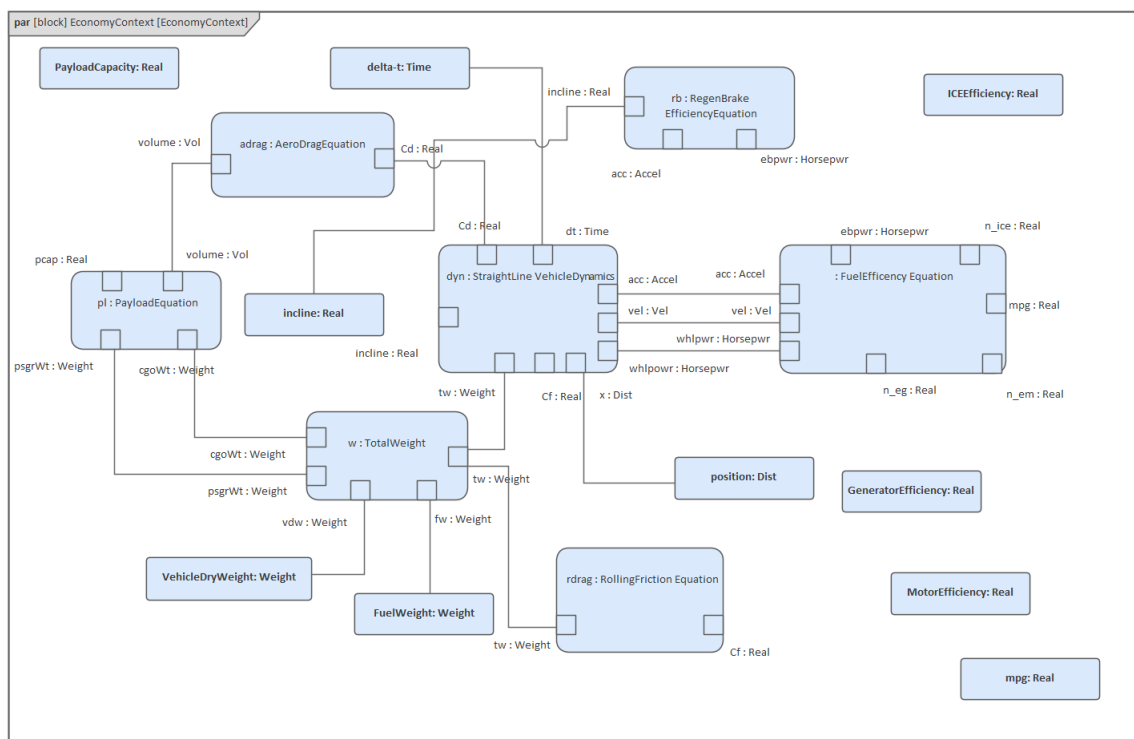 par [block] EconomyContext [EconomyContext]
PayloadCapacity: Real
delta-t: Time
ICEEfficiency: Real
incline : Real
rb : RegenBrake
EfficiencyEquation
volume : Vol
adrag : AeroDragEquation
Cd : Real
ebpwr : Horsepwr
acc : Accel
Cd : Real
dt : Time
ebpwr : Horsepwr
n_ice : Real
pcap : Real
volume : Vol
dyn : StraightLine VehicleDynamics
acc : Accel
acc : Accel
: FuelEfficency Equation
pl : PayloadEquation
incline: Real
vel : Vel
vel : Vel
mpg : Real
whlpwr : Horsepwr
incline : Real
psgrWt : Weight
cgoWt : Weight
whlpowr : Horsepwr
tw : Weight
Cf : Real
x : Dist
n_eg : Real
n_em : Real
w : TotalWeight
cgoWt : Weight
tw : Weight
position: Dist
psgrWt : Weight
GeneratorEfficiency: Real
vdw : Weight
fw : Weight
VehicleDryWeight: Weight
rdrag : RollingFriction Equation
MotorEfficiency: Real
FuelWeight: Weight
tw : Weight
Cf : Real
mpg: Real